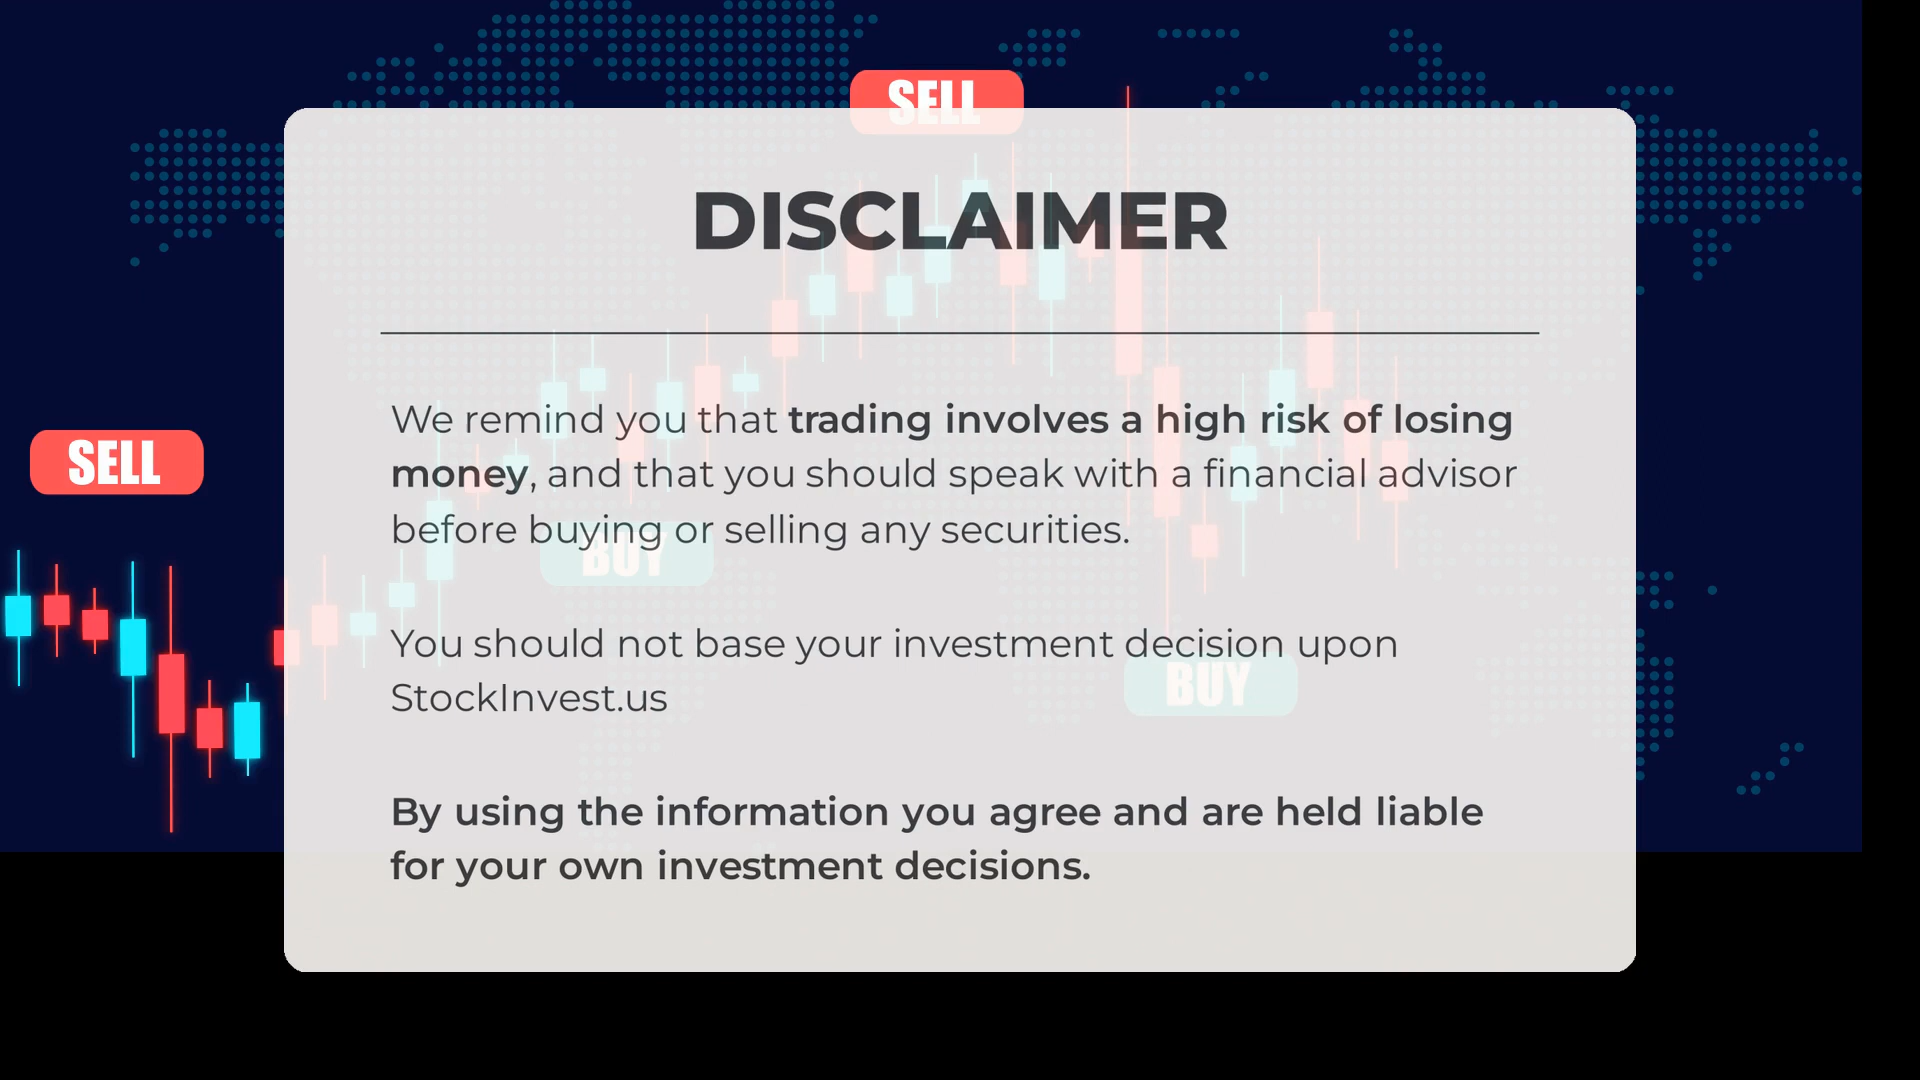 SELL
DISCLAIMER
We remind you that trading involves a high risk of losing
money, and that you should speak with a financial advisor
before buying or selling any securities.
SELL
BUY
You should not base your investment decision upon
StockInvest.us
BUY
By using the information you agree and are held liable
for your own investment decisions.